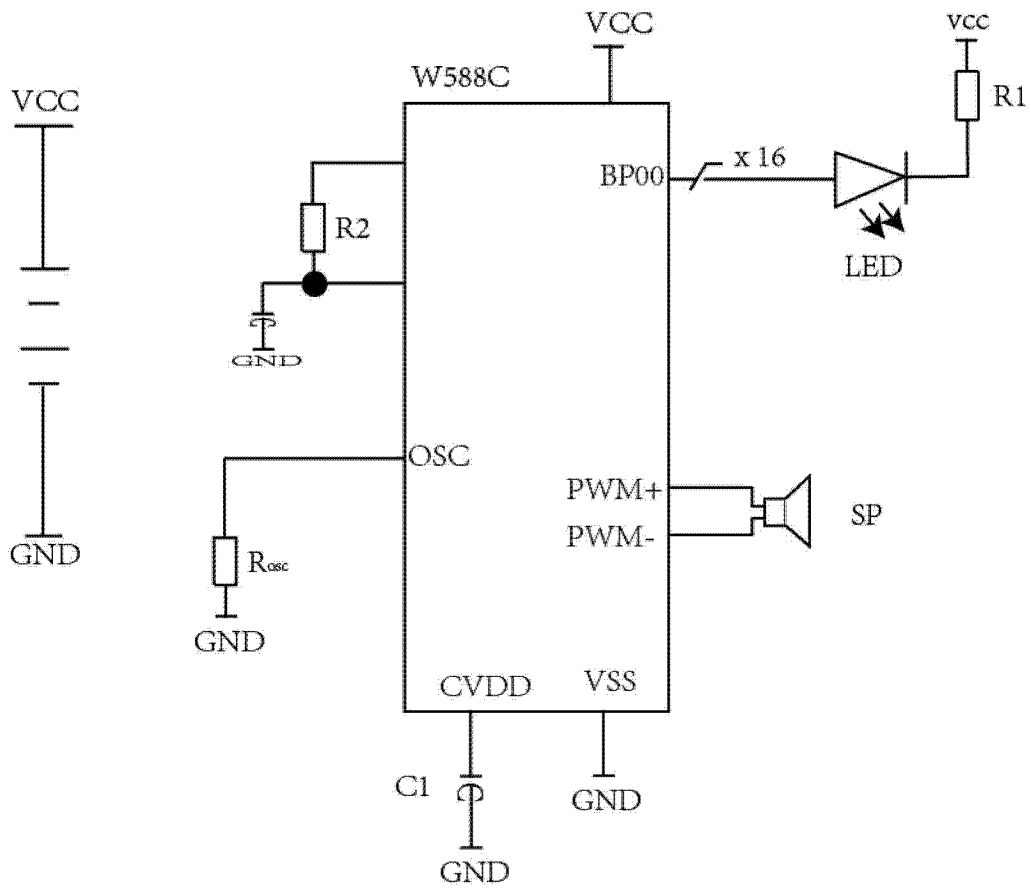 VCC
vcc
W588C
VCC
R1
x 16
BP00
R2
LED
GND
OSC
PWM+
SP
PWM-
GND
Rosc
GND
CVDD
VSS
C1
GND
GND